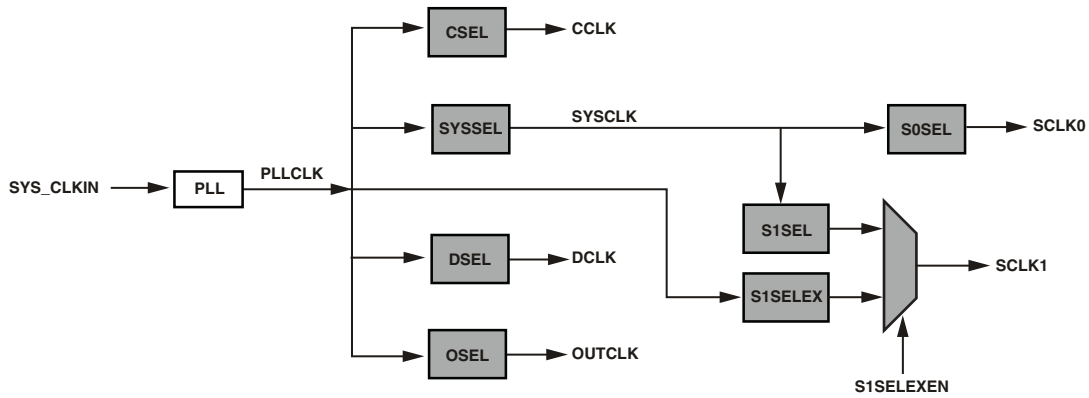 CSEL
CCLK
SYSSEL
SYSCLK
S0SEL
SCLK0
SYS_CLKIN
PLL
PLLCLK
S1SEL
DSEL
DCLK
SCLK1
S1SELEX
OSEL
OUTCLK
S1SELEXEN